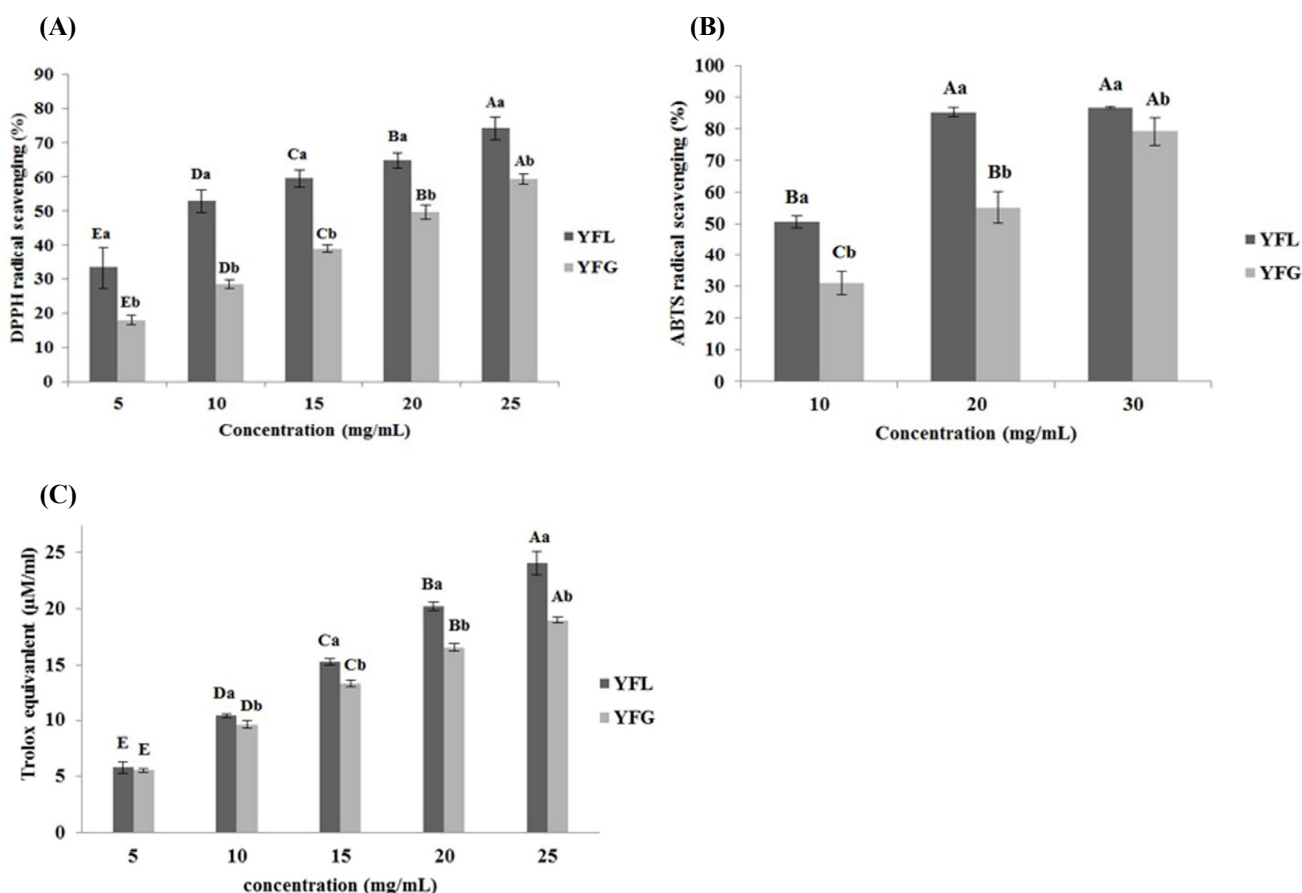 (A)
DPPH radical scavenging (%)
90
80
70
60
50
40
30
20
10
0
Ea
Eb
Da
Db
Ca
Cb
Ba
Bb
Aa
Ab
5 10 15 20 25
Concentration (mg/mL)
YFL
YFG
(B)
ABTS radical scavenging (%)
100
90
80
70
60
50
40
30
20
10
0
Ba
Cb
Aa
Bb
Aa
Ab
10 20 30
Concentration (mg/mL)
YFL
YFG
(C)
Trolox equivanlent (µM/ml)
25
20
15
10
5
0
E
E
Da
Db
Ca
Cb
Ba
Bb
Aa
Ab
5 10 15 20 25
concentration (mg/mL)
YFL
YFG